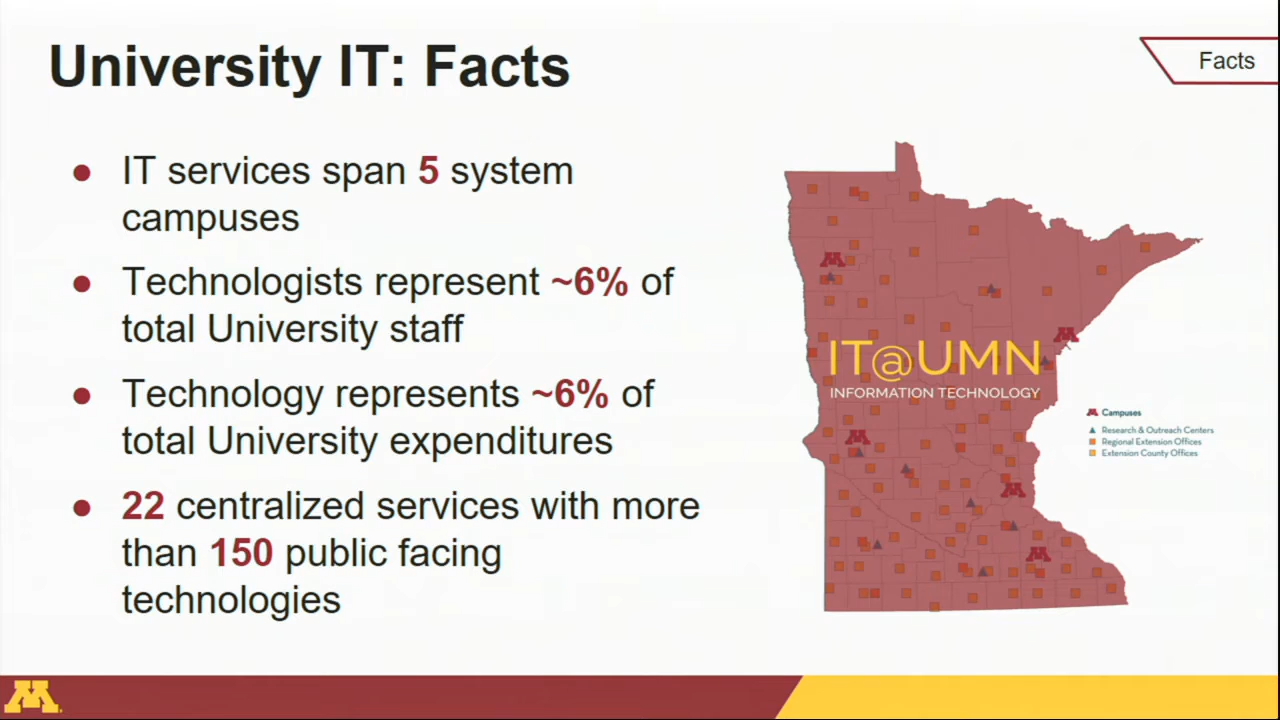 University IT: Facts
Facts
● IT services span 5 system
campuses
● Technologists represent ~6% of
total University staff
● Technology represents ~6% of
total University expenditures
● 22 centralized services with more
than 150 public facing
technologies
IT@UMN
INFORMATION TECHNOLOGY
Campuses
Research & Outreach Centers
Regional Extension Offices
Extension County Offices